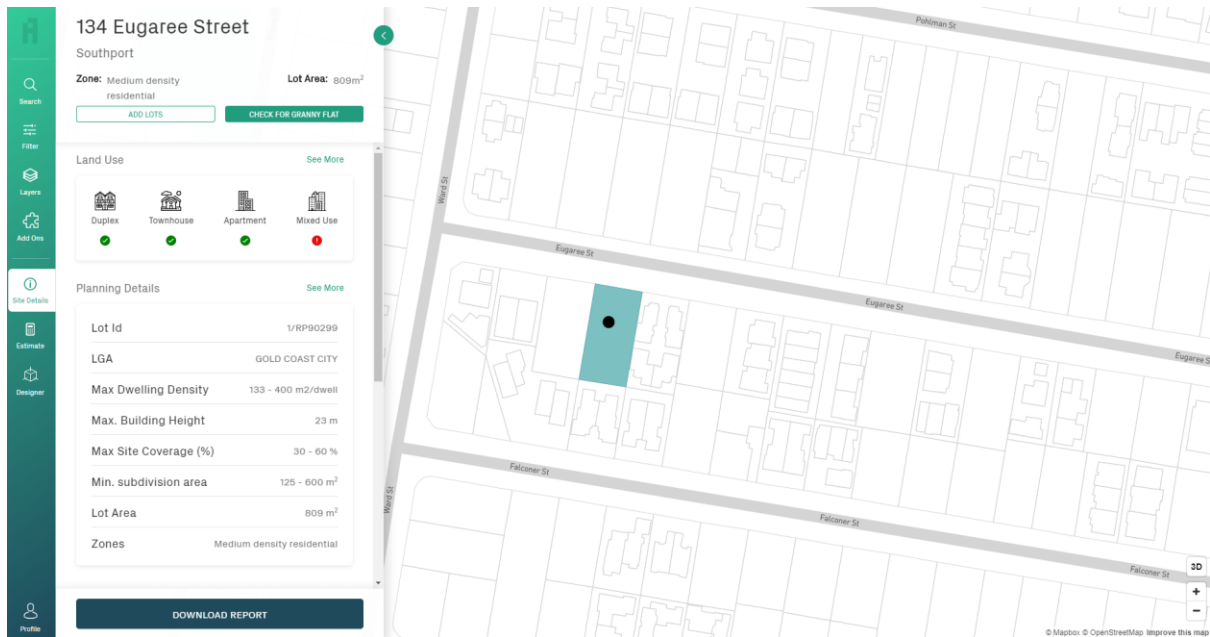 134 Eugaree Street
Southport
Zone: Medium density
residential
Lot Area: 809m²
ADD LOTS
CHECK FOR GRANNY FLAT
Search
Filter
Layers
Add Ons
Site Details
Estimate
Designer
Profile
Land Use
See More
Duplex
Townhouse
Apartment
Mixed Use
Planning Details
See More
Lot Id 1/RP90299
LGA GOLD COAST CITY
Max Dwelling Density 133 - 400 m2/dwell
Max. Building Height 23 m
Max Site Coverage (%) 30 - 60 %
Min. subdivision area 125 - 600 m²
Lot Area 809 m²
Zones Medium density residential
DOWNLOAD REPORT
Pohlman St
Ward St
Eugaree St
Eugaree St
Eugaree S
Falconer St
Ward St
Falconer St
Falconer St
3D
+
−
© Mapbox © OpenStreetMap Improve this map